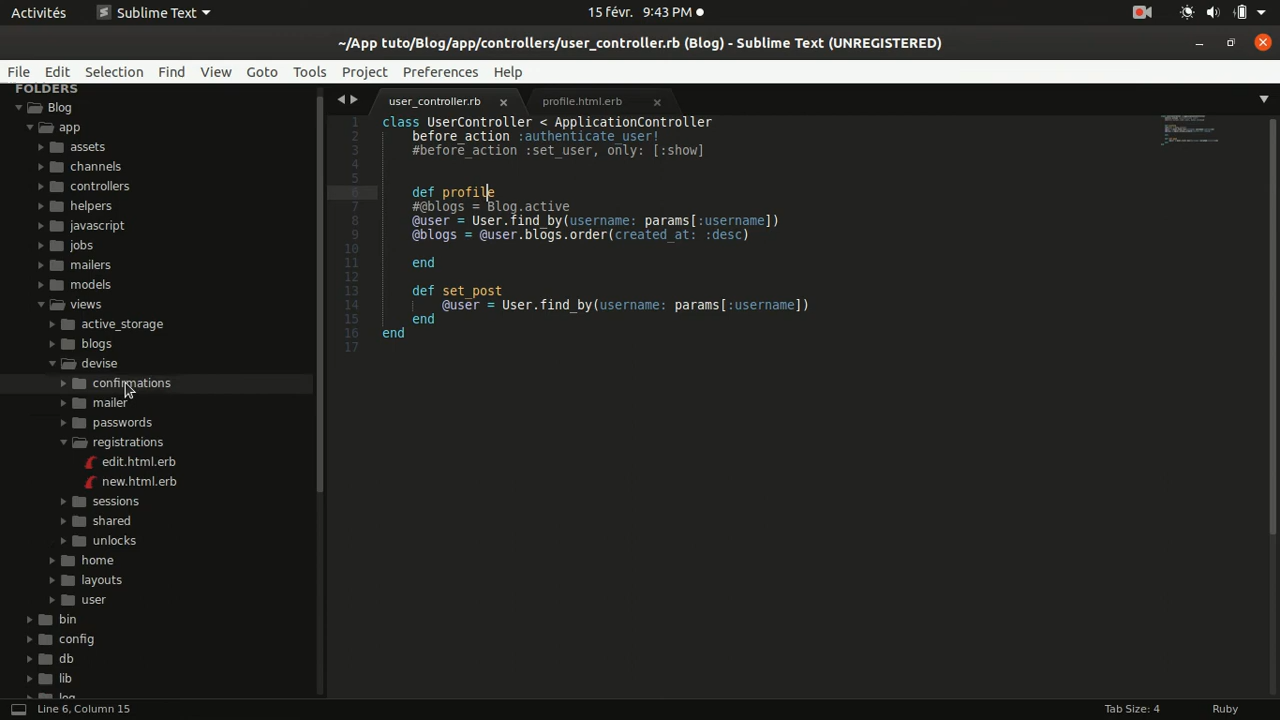 Activités
Sublime Text
15 févr. 9:43 PM
~/App tuto/Blog/app/controllers/user_controller.rb (Blog) - Sublime Text (UNREGISTERED)
File Edit Selection Find View Goto Tools Project Preferences Help
FOLDERS
Blog
app
assets
channels
controllers
helpers
javascript
jobs
mailers
models
views
active_storage
blogs
devise
confirmations
mailer
passwords
registrations
edit.html.erb
new.html.erb
sessions
shared
unlocks
home
layouts
user
bin
config
db
lib
log
user_controller.rb
profile.html.erb
1 class UserController < ApplicationController
2 before_action :authenticate_user!
3 #before_action :set_user, only: [:show]
4
5
6 def profile
7 #@blogs = Blog.active
8 @user = User.find_by(username: params[:username])
9 @blogs = @user.blogs.order(created_at: :desc)
10
11 end
12
13 def set_post
14 @user = User.find_by(username: params[:username])
15 end
16 end
17
Line 6, Column 15
Tab Size: 4
Ruby